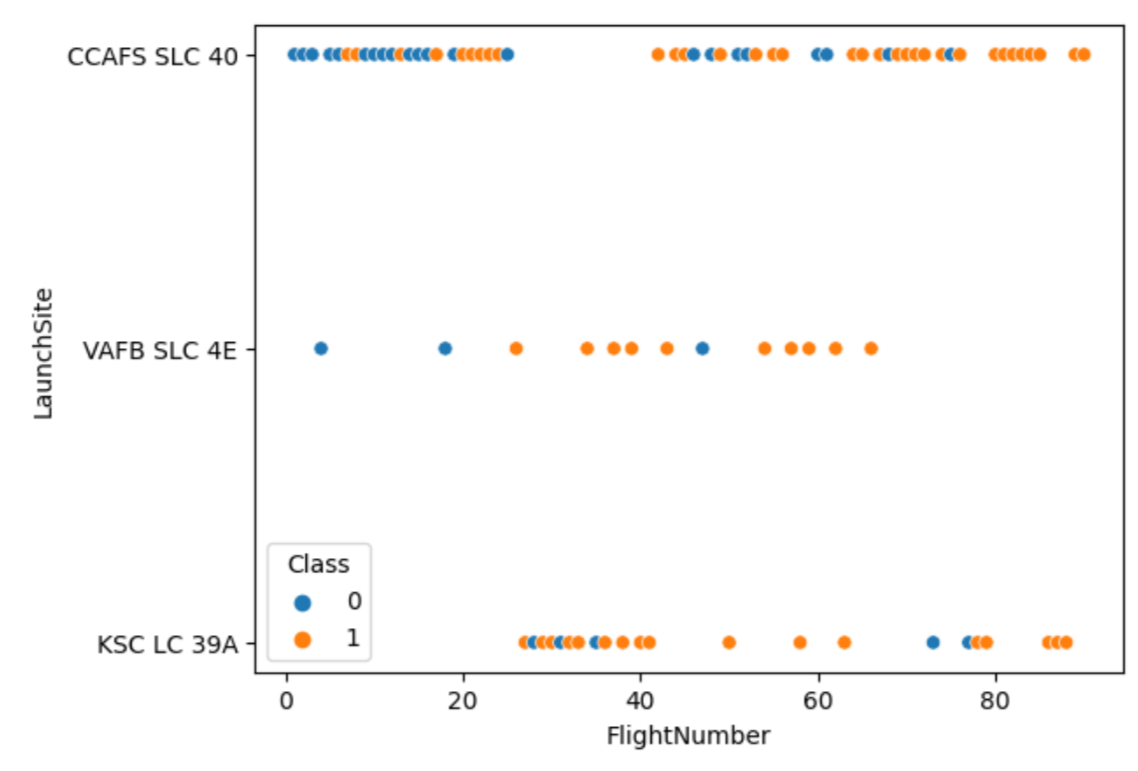 CCAFS SLC 40
VAFB SLC 4E
KSC LC 39A
LaunchSite
Class
0
1
0 20 40 60 80
FlightNumber